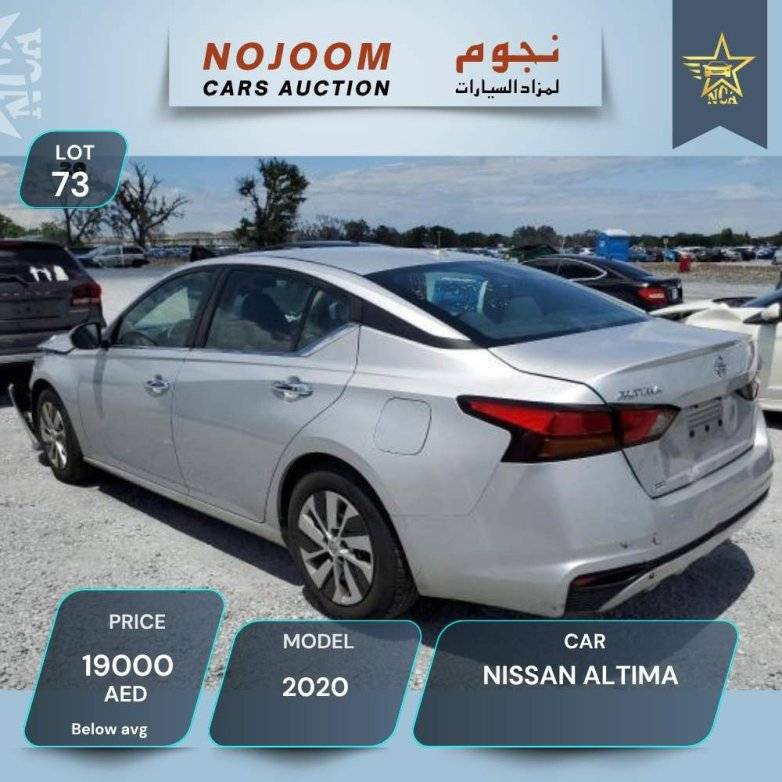 NOJOOM
CARS AUCTION
نجوم
لمزاد السيارات
NCA
NCA
LOT
73
ALTIMA
PRICE
19000
AED
Below avg
MODEL
2020
CAR
NISSAN ALTIMA